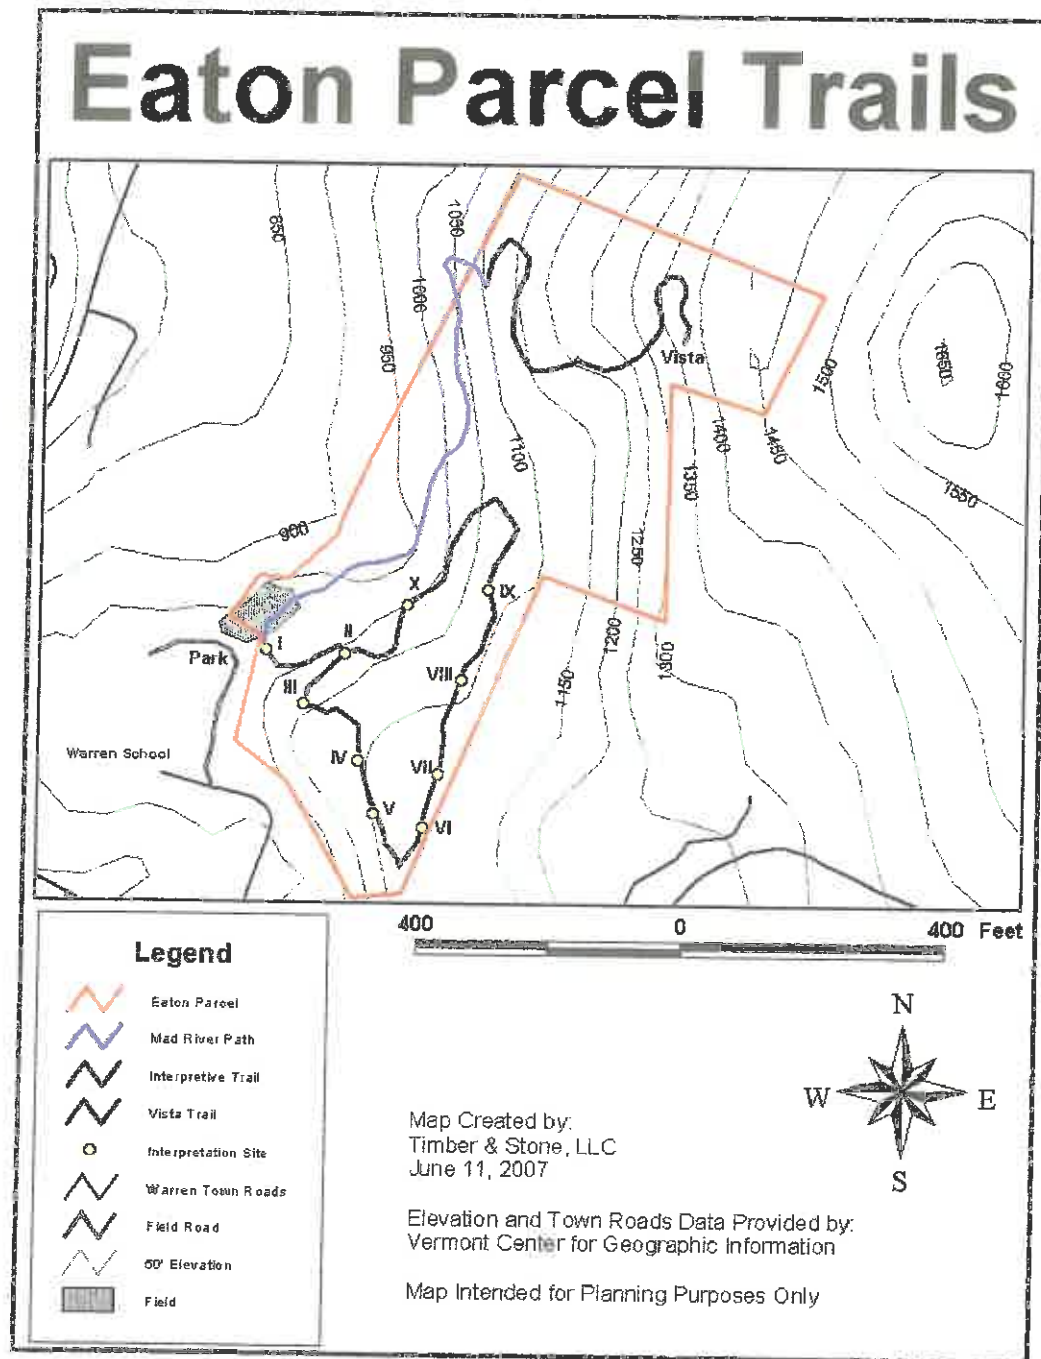 Eaton Parcel Trails
850
1050
1000
950
900
1100
Vista
1500
1650
1600
1400
1450
1350
1550
1250
1200
1300
1150
X
IX
I
II
Park
III
VIII
Warren School
IV
VII
V
VI
400 0 400 Feet
Legend
Eaton Parcel
Mad River Path
Interpretive Trail
Vista Trail
Interpretation Site
Warren Town Roads
Field Road
50' Elevation
Field
N
W E
S
Map Created by:
Timber & Stone, LLC
June 11, 2007
Elevation and Town Roads Data Provided by:
Vermont Center for Geographic Information
Map Intended for Planning Purposes Only